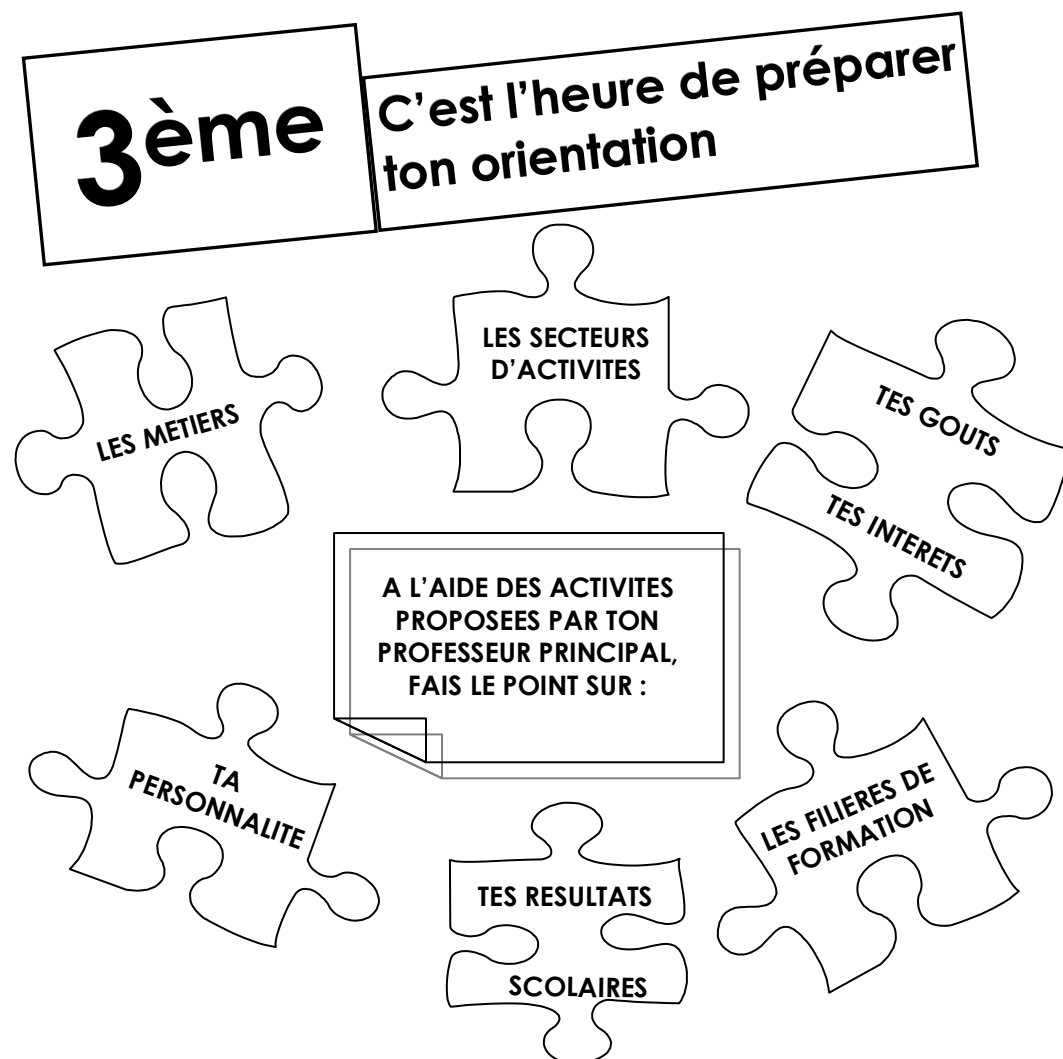 3ème
C'est l'heure de préparer
ton orientation
LES METIERS
LES SECTEURS
D'ACTIVITES
TES GOUTS
TES INTERETS
A L'AIDE DES ACTIVITES
PROPOSEES PAR TON
PROFESSEUR PRINCIPAL,
FAIS LE POINT SUR :
TA
PERSONNALITE
TES RESULTATS
SCOLAIRES
LES FILIERES DE
FORMATION